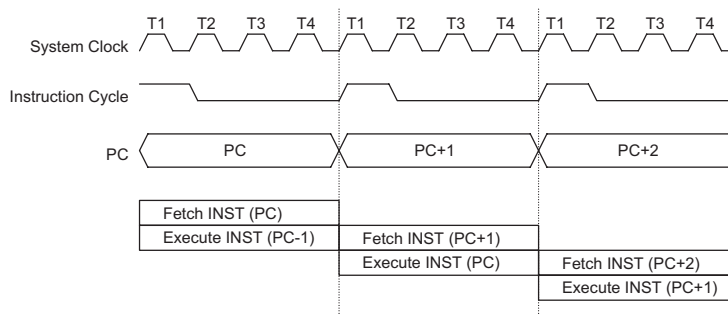 T1 T2 T3 T4 T1 T2 T3 T4 T1 T2 T3 T4
System Clock
Instruction Cycle
PC PC PC+1 PC+2
Fetch INST (PC)
Execute INST (PC-1) Fetch INST (PC+1)
Execute INST (PC) Fetch INST (PC+2)
Execute INST (PC+1)